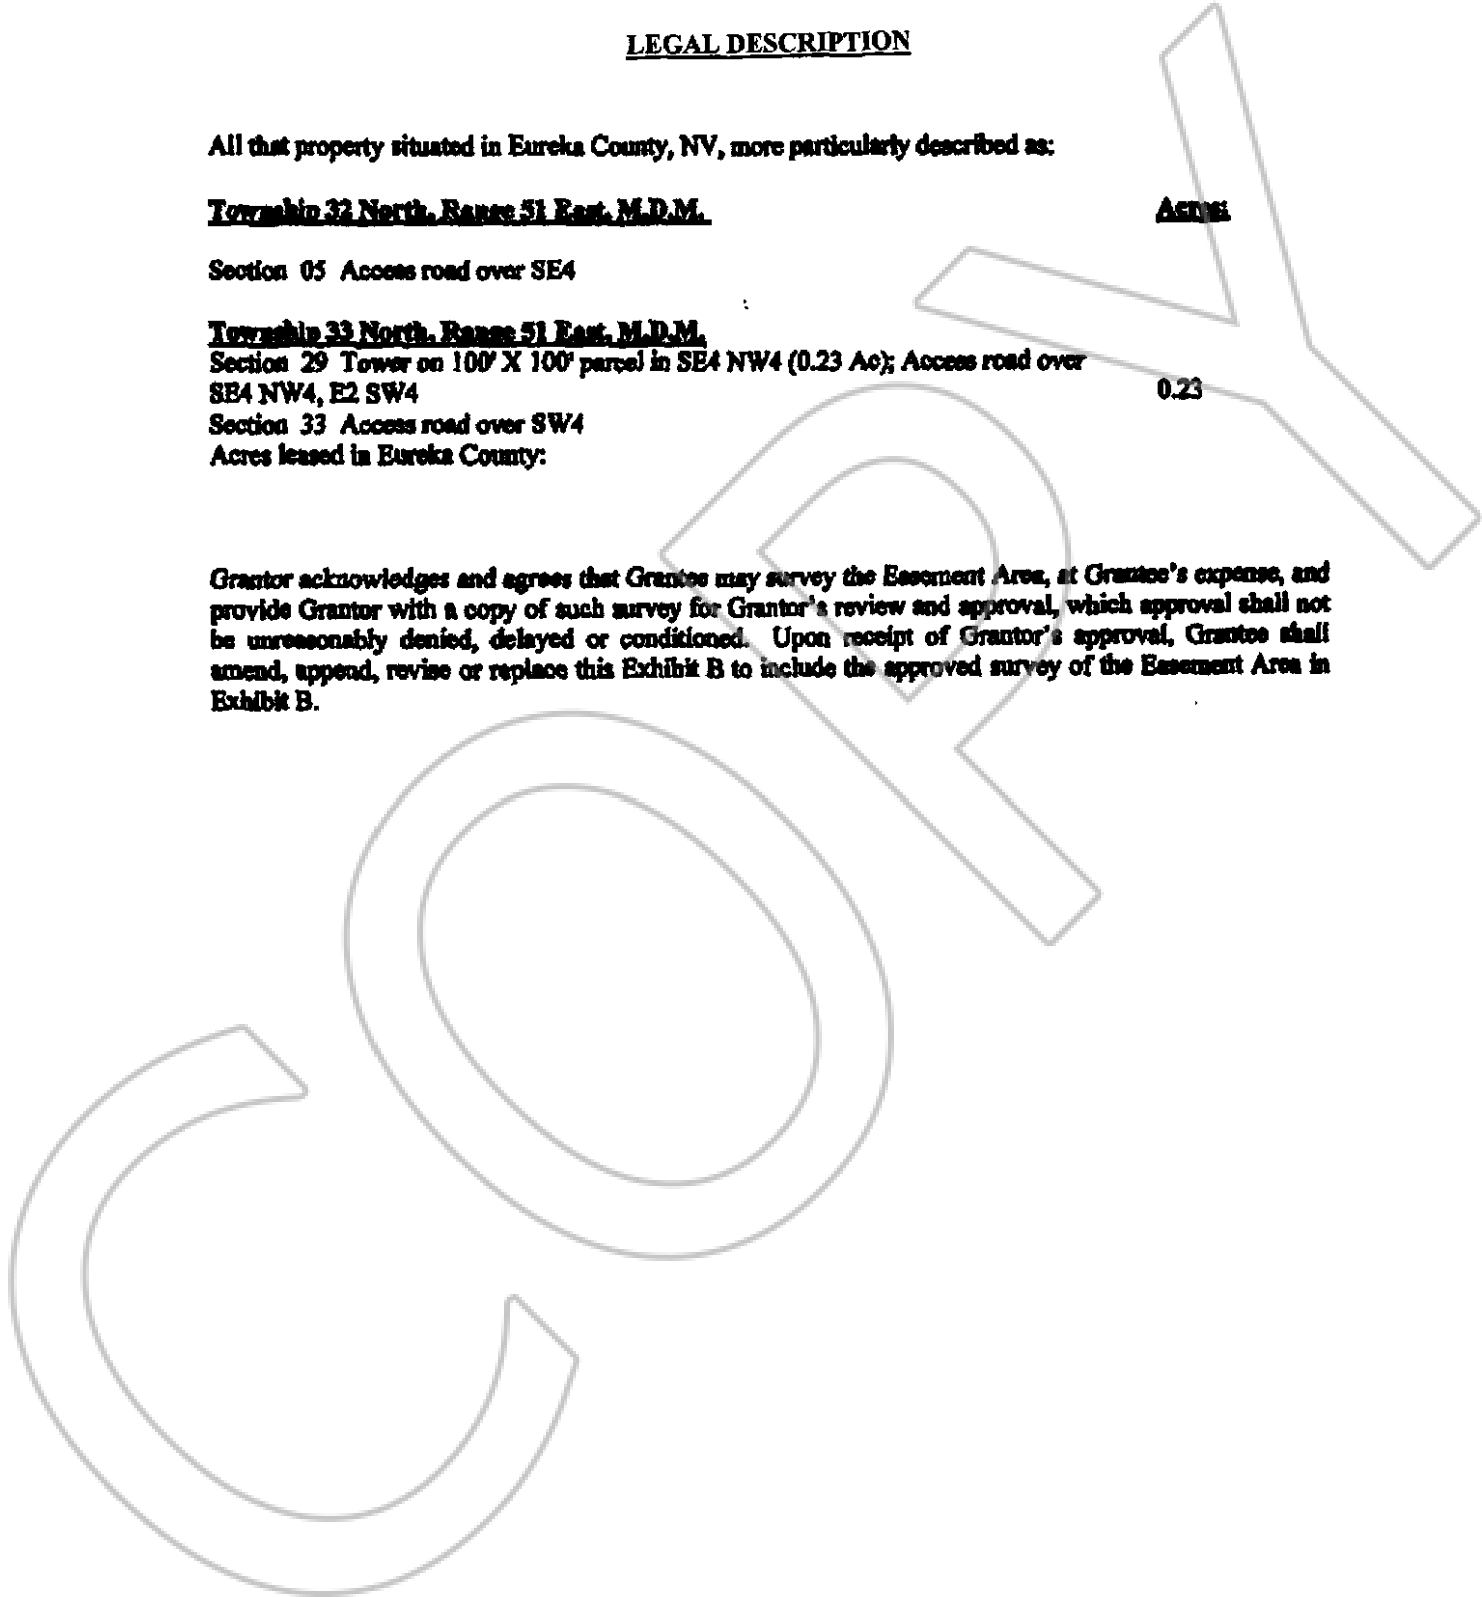 LEGAL DESCRIPTION
All that property situated in Eureka County, NV, more particularly described as:
Township 32 North, Range 51 East, M.D.M. Acres:
Section 05 Access road over SE4
Township 33 North, Range 51 East, M.D.M.
Section 29 Tower on 100' X 100' parcel in SE4 NW4 (0.23 Ac); Access road over
SE4 NW4, E2 SW4 0.23
Section 33 Access road over SW4
Acres leased in Eureka County:
Grantor acknowledges and agrees that Grantee may survey the Easement Area, at Grantee's expense, and
provide Grantor with a copy of such survey for Grantor's review and approval, which approval shall not
be unreasonably denied, delayed or conditioned. Upon receipt of Grantor's approval, Grantee shall
amend, append, revise or replace this Exhibit B to include the approved survey of the Easement Area in
Exhibit B.
COPY